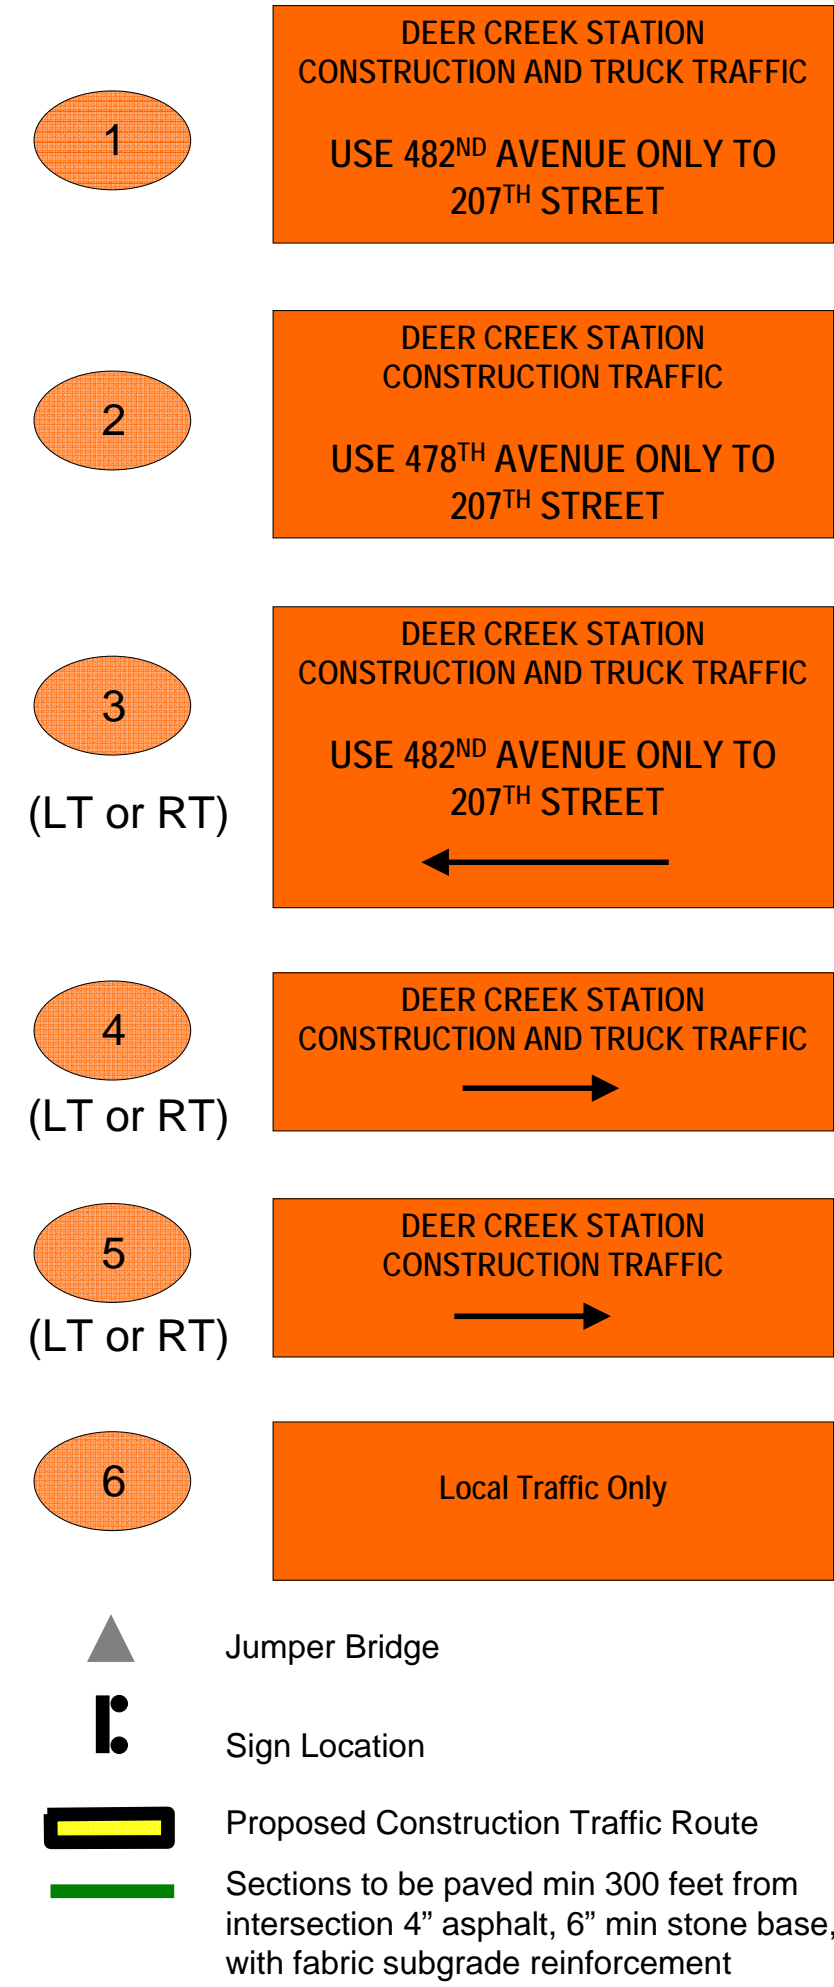 1
DEER CREEK STATION
CONSTRUCTION AND TRUCK TRAFFIC
USE 482ND AVENUE ONLY TO
207TH STREET
2
DEER CREEK STATION
CONSTRUCTION TRAFFIC
USE 478TH AVENUE ONLY TO
207TH STREET
3
(LT or RT)
DEER CREEK STATION
CONSTRUCTION AND TRUCK TRAFFIC
USE 482ND AVENUE ONLY TO
207TH STREET
4
(LT or RT)
DEER CREEK STATION
CONSTRUCTION AND TRUCK TRAFFIC
5
(LT or RT)
DEER CREEK STATION
CONSTRUCTION TRAFFIC
6
Local Traffic Only
Jumper Bridge
Sign Location
Proposed Construction Traffic Route
Sections to be paved min 300 feet from
intersection 4” asphalt, 6” min stone base,
with fabric subgrade reinforcement